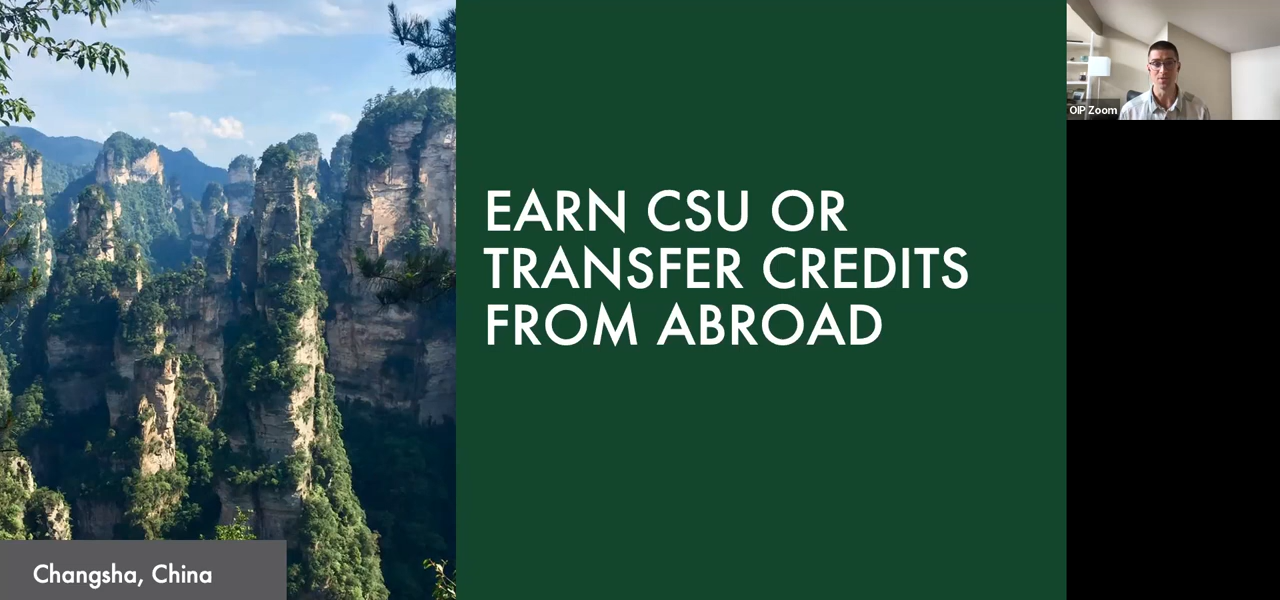 EARN CSU OR
TRANSFER CREDITS
FROM ABROAD
Changsha, China
OIP Zoom